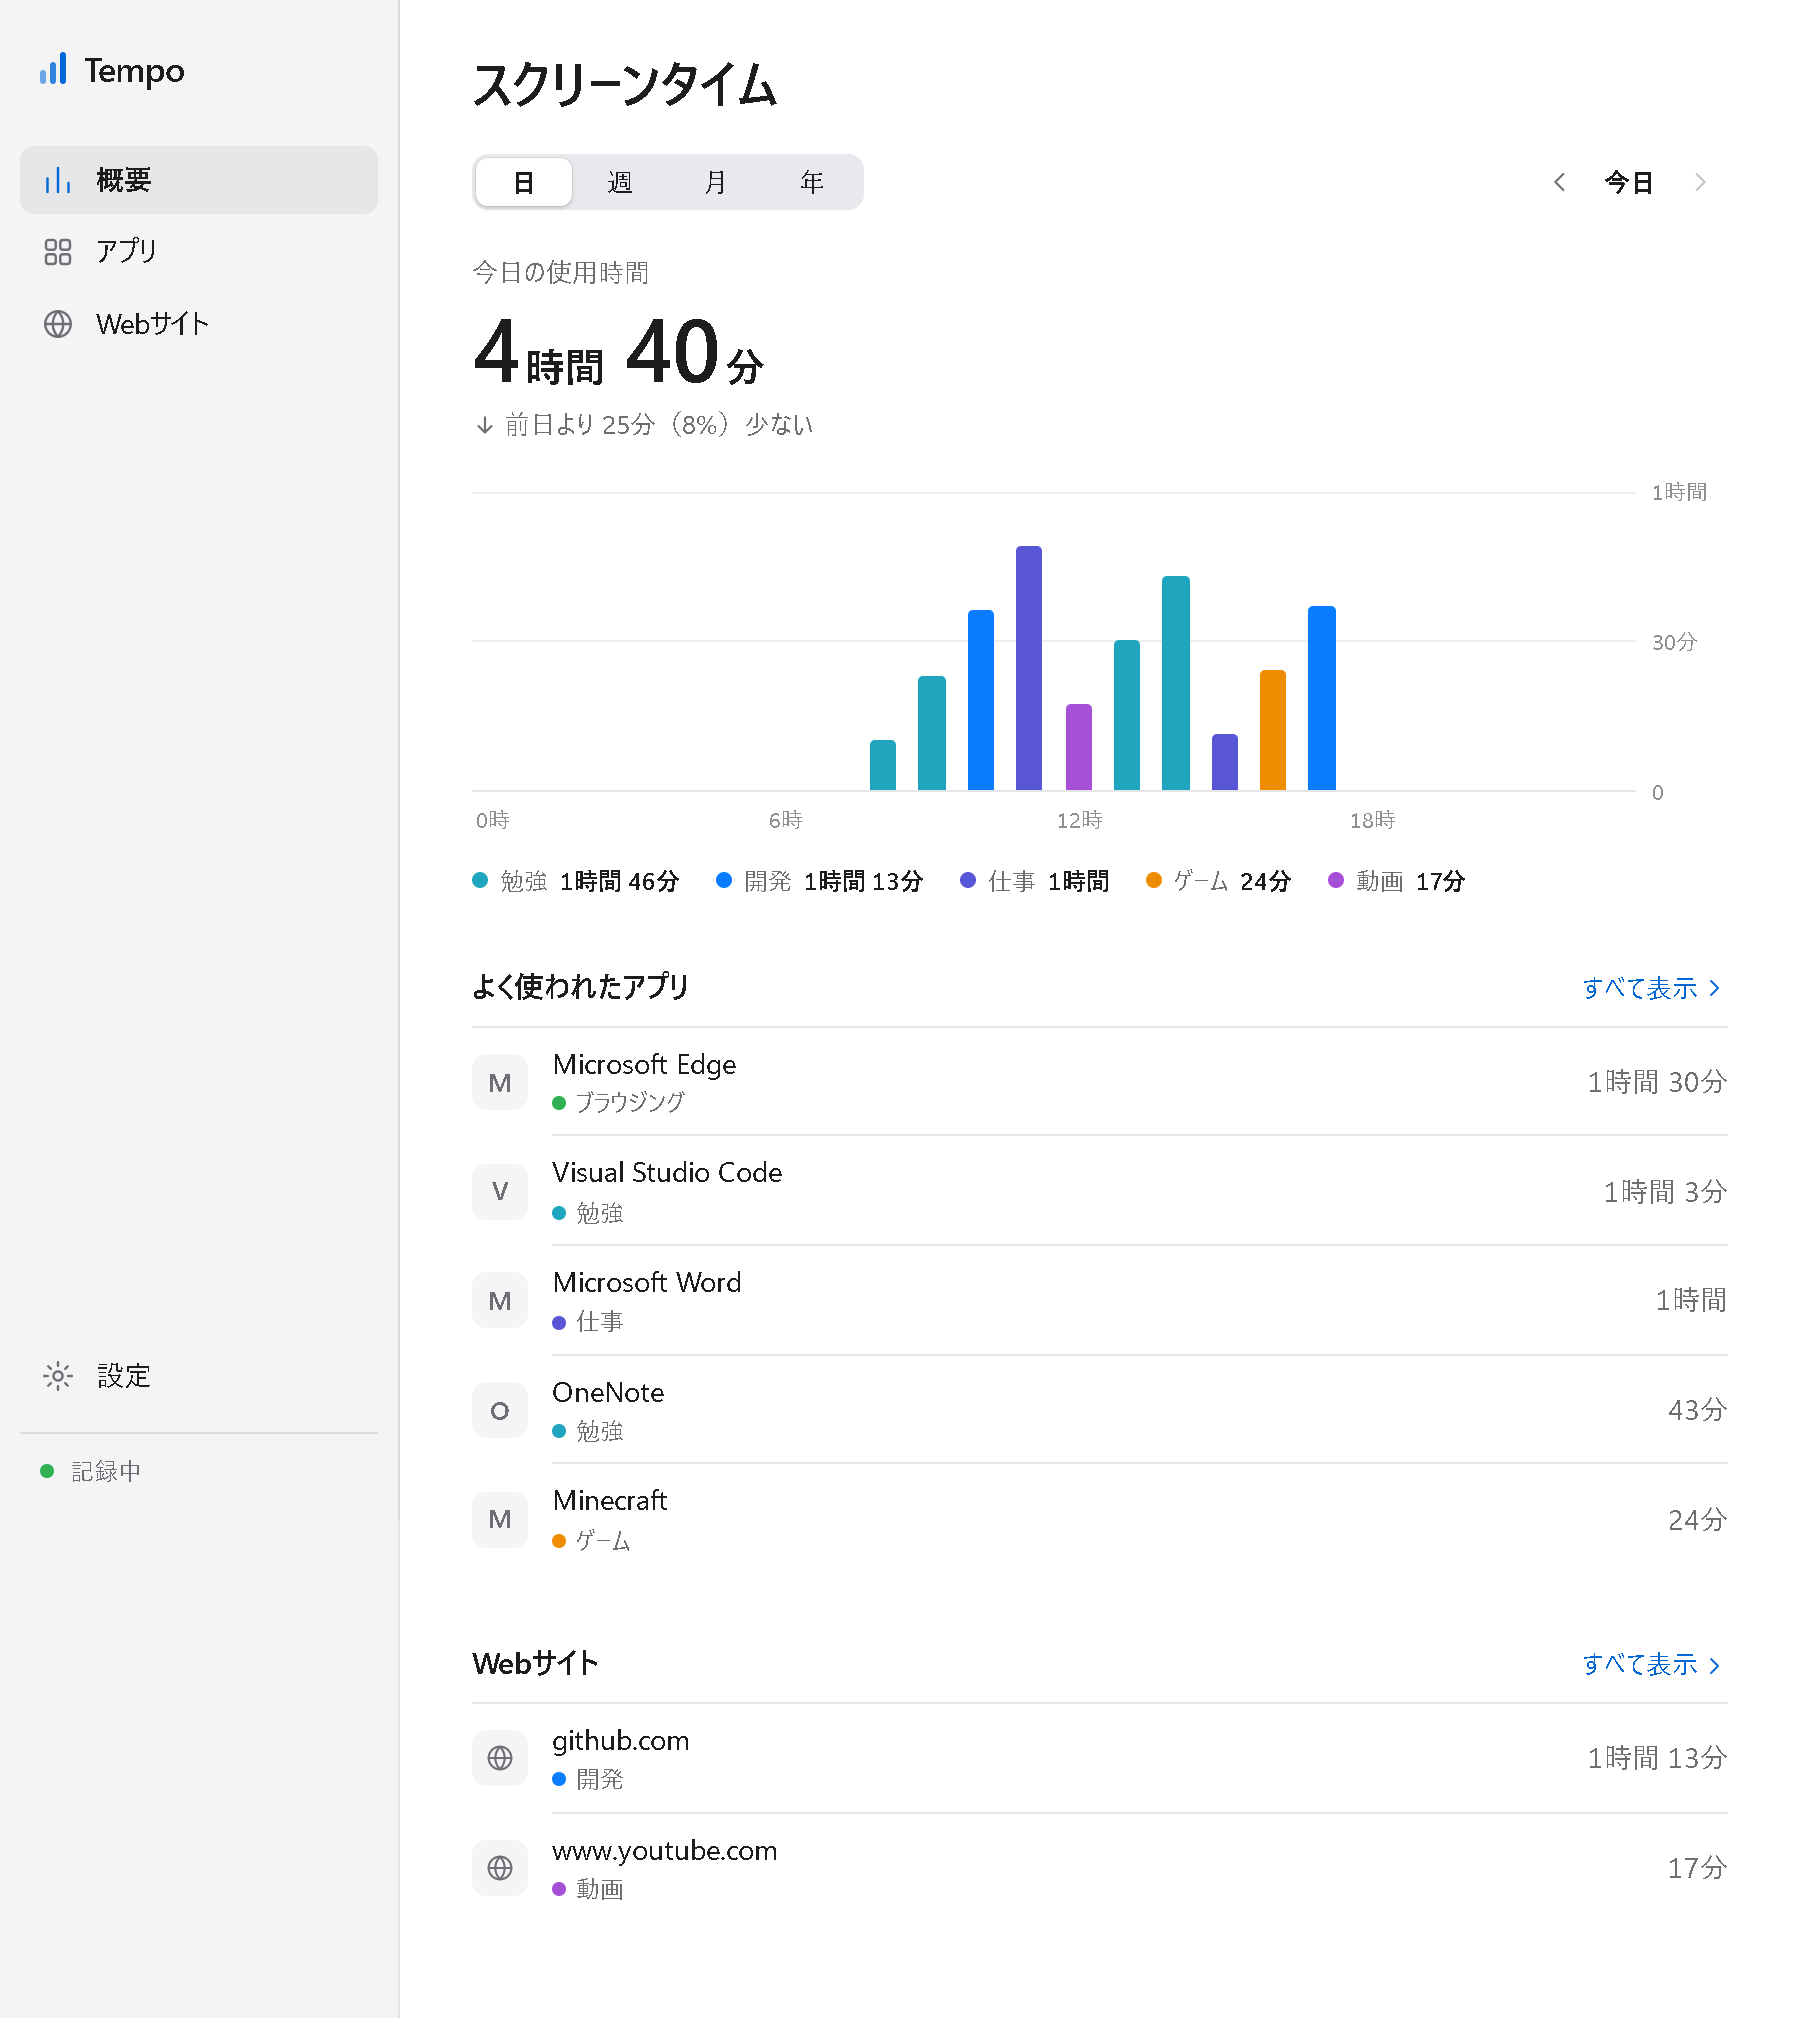 Tempo
概要
アプリ
Webサイト
設定
記録中
スクリーンタイム
日 週 月 年
今日
今日の使用時間
4時間 40分
前日より 25分（8%）少ない
1時間
30分
0
0時 6時 12時 18時
勉強 1時間 46分 開発 1時間 13分 仕事 1時間 ゲーム 24分 動画 17分
よく使われたアプリ すべて表示
M
Microsoft Edge
ブラウジング
1時間 30分
V
Visual Studio Code
勉強
1時間 3分
M
Microsoft Word
仕事
1時間
O
OneNote
勉強
43分
M
Minecraft
ゲーム
24分
Webサイト すべて表示
github.com
開発
1時間 13分
www.youtube.com
動画
17分